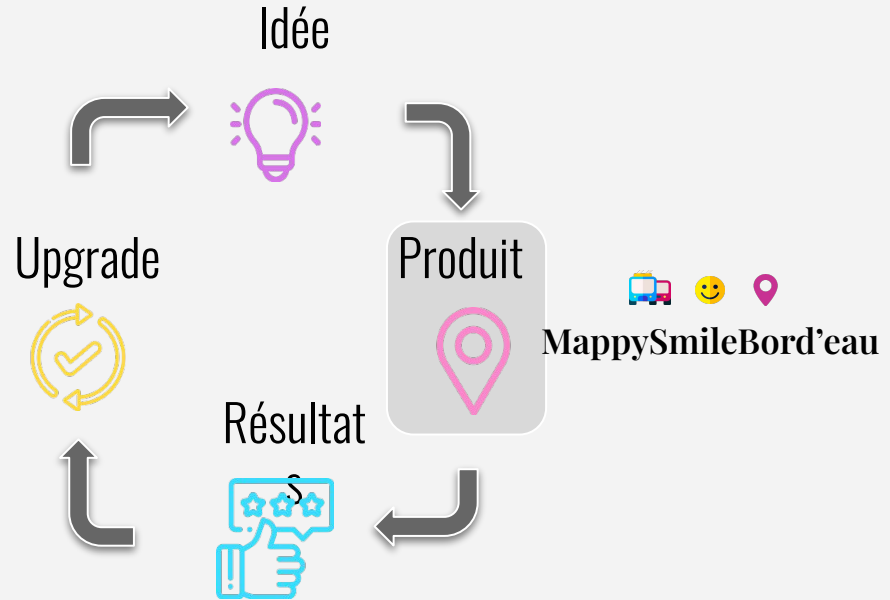 Idée
Upgrade
Produit
MappySmileBord’eau
Résultat
s